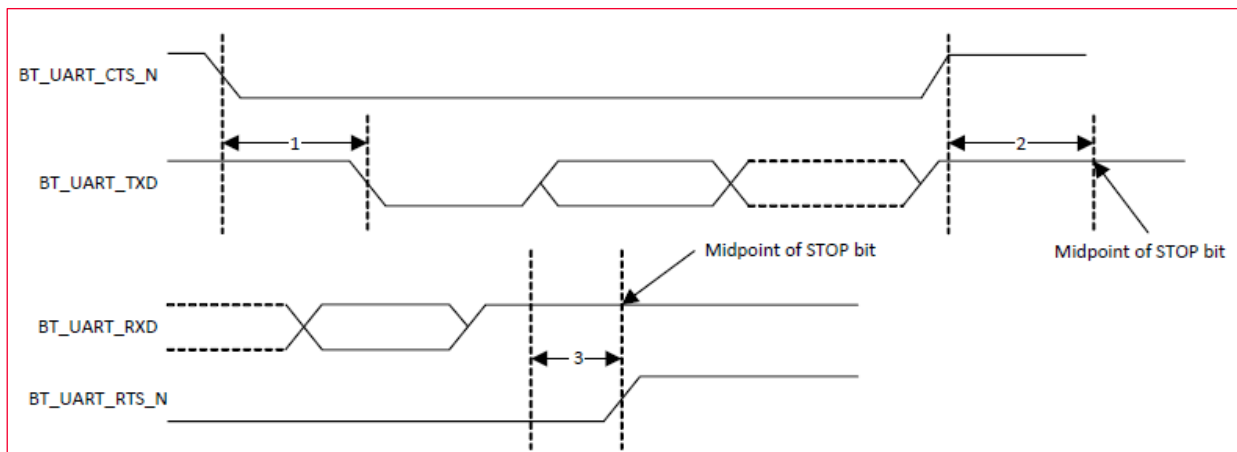 BT_UART_CTS_N
1
2
BT_UART_TXD
Midpoint of STOP bit
Midpoint of STOP bit
BT_UART_RXD
3
BT_UART_RTS_N